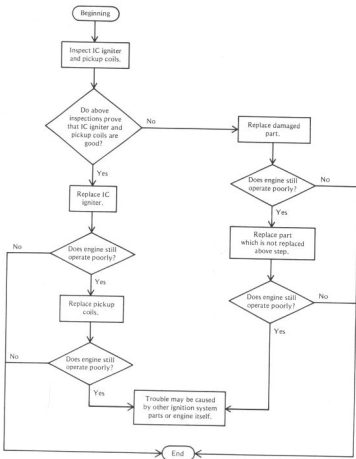 Beginning
Inspect IC igniter
and pickup coils.
Do above
inspections prove
that IC igniter and
pickup coils are
good?
No
Yes
Replace damaged
part.
Replace IC
igniter.
Does engine still
operate poorly?
Yes
No
Replace part
which is not replaced
above step.
Does engine still
operate poorly?
No
Yes
Replace pickup
coils.
Does engine still
operate poorly?
No
Yes
Does engine still
operate poorly?
No
Yes
Trouble may be caused
by other ignition system
parts or engine itself.
End